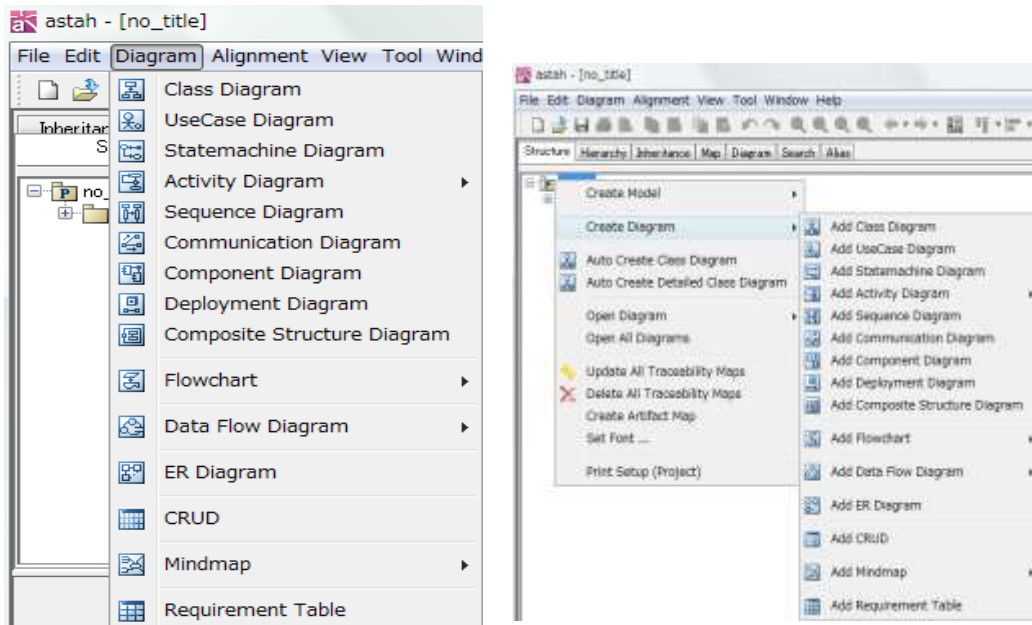 astah - [no_title]
File Edit Diagram Alignment View Tool Wind
Inheritar
S
no_
Class Diagram
UseCase Diagram
Statemachine Diagram
Activity Diagram
Sequence Diagram
Communication Diagram
Component Diagram
Deployment Diagram
Composite Structure Diagram
Flowchart
Data Flow Diagram
ER Diagram
CRUD
Mindmap
Requirement Table
astah - [no_title]
File Edit Diagram Alignment View Tool Window Help
Structure Hierarchy Inheritance Map Diagram Search Alias
Create Model
Create Diagram
Auto Create Class Diagram
Auto Create Detailed Class Diagram
Open Diagram
Open All Diagrams
Update All Traceability Maps
Delete All Traceability Maps
Create Artifact Map
Set Font ...
Print Setup (Project)
Add Class Diagram
Add UseCase Diagram
Add Statemachine Diagram
Add Activity Diagram
Add Sequence Diagram
Add Communication Diagram
Add Component Diagram
Add Deployment Diagram
Add Composite Structure Diagram
Add Flowchart
Add Data Flow Diagram
Add ER Diagram
Add CRUD
Add Mindmap
Add Requirement Table